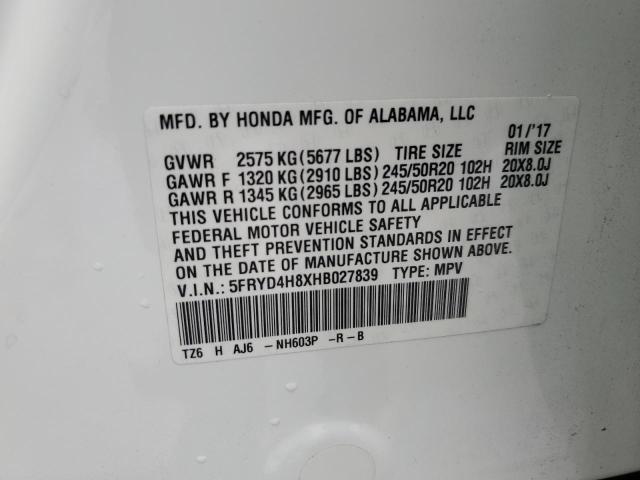 MFD. BY HONDA MFG. OF ALABAMA, LLC
01/'17
GVWR 2575 KG (5677 LBS) TIRE SIZE RIM SIZE
GAWR F 1320 KG (2910 LBS) 245/50R20 102H 20X8.0J
GAWR R 1345 KG (2965 LBS) 245/50R20 102H 20X8.0J
THIS VEHICLE CONFORMS TO ALL APPLICABLE
FEDERAL MOTOR VEHICLE SAFETY
AND THEFT PREVENTION STANDARDS IN EFFECT
ON THE DATE OF MANUFACTURE SHOWN ABOVE.
V.I.N.: 5FRYD4H8XHB027839 TYPE: MPV
TZ6 H AJ6 -NH603P -R-B